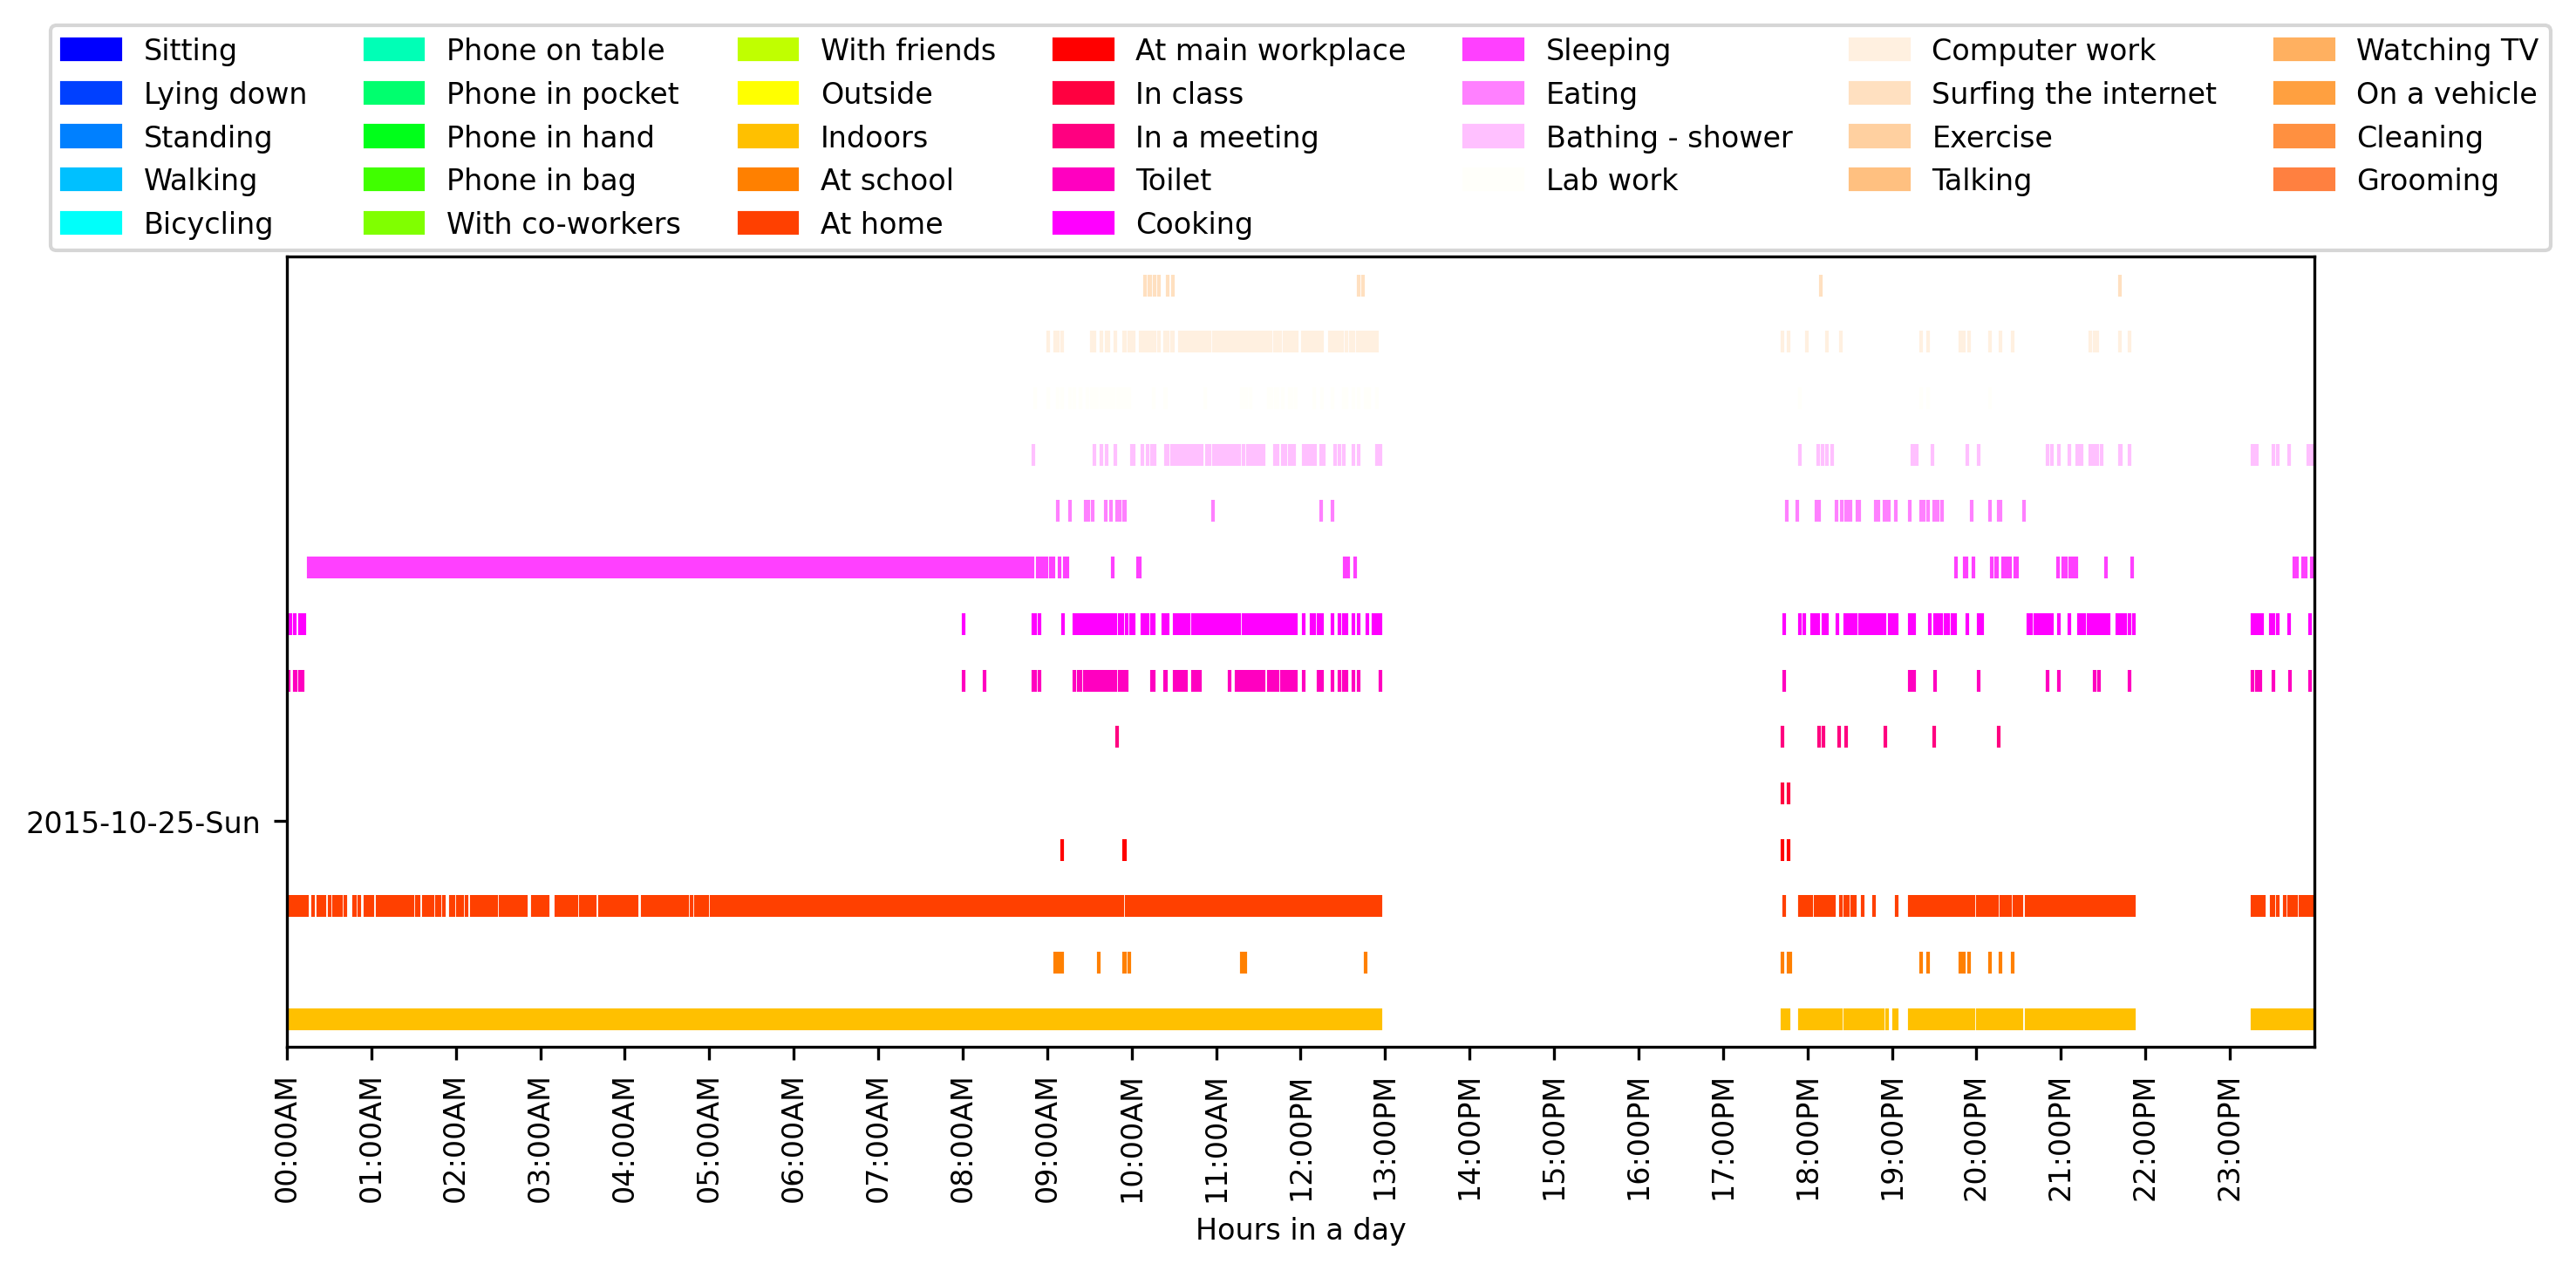 Sitting
Lying down
Standing
Walking
Bicycling
Phone on table
Phone in pocket
Phone in hand
Phone in bag
With co-workers
With friends
Outside
Indoors
At school
At home
At main workplace
In class
In a meeting
Toilet
Cooking
Sleeping
Eating
Bathing - shower
Lab work
Computer work
Surfing the internet
Exercise
Talking
Watching TV
On a vehicle
Cleaning
Grooming
2015-10-25-Sun
00:00AM
01:00AM
02:00AM
03:00AM
04:00AM
05:00AM
06:00AM
07:00AM
08:00AM
09:00AM
10:00AM
11:00AM
12:00PM
13:00PM
14:00PM
15:00PM
16:00PM
17:00PM
18:00PM
19:00PM
20:00PM
21:00PM
22:00PM
23:00PM
Hours in a day